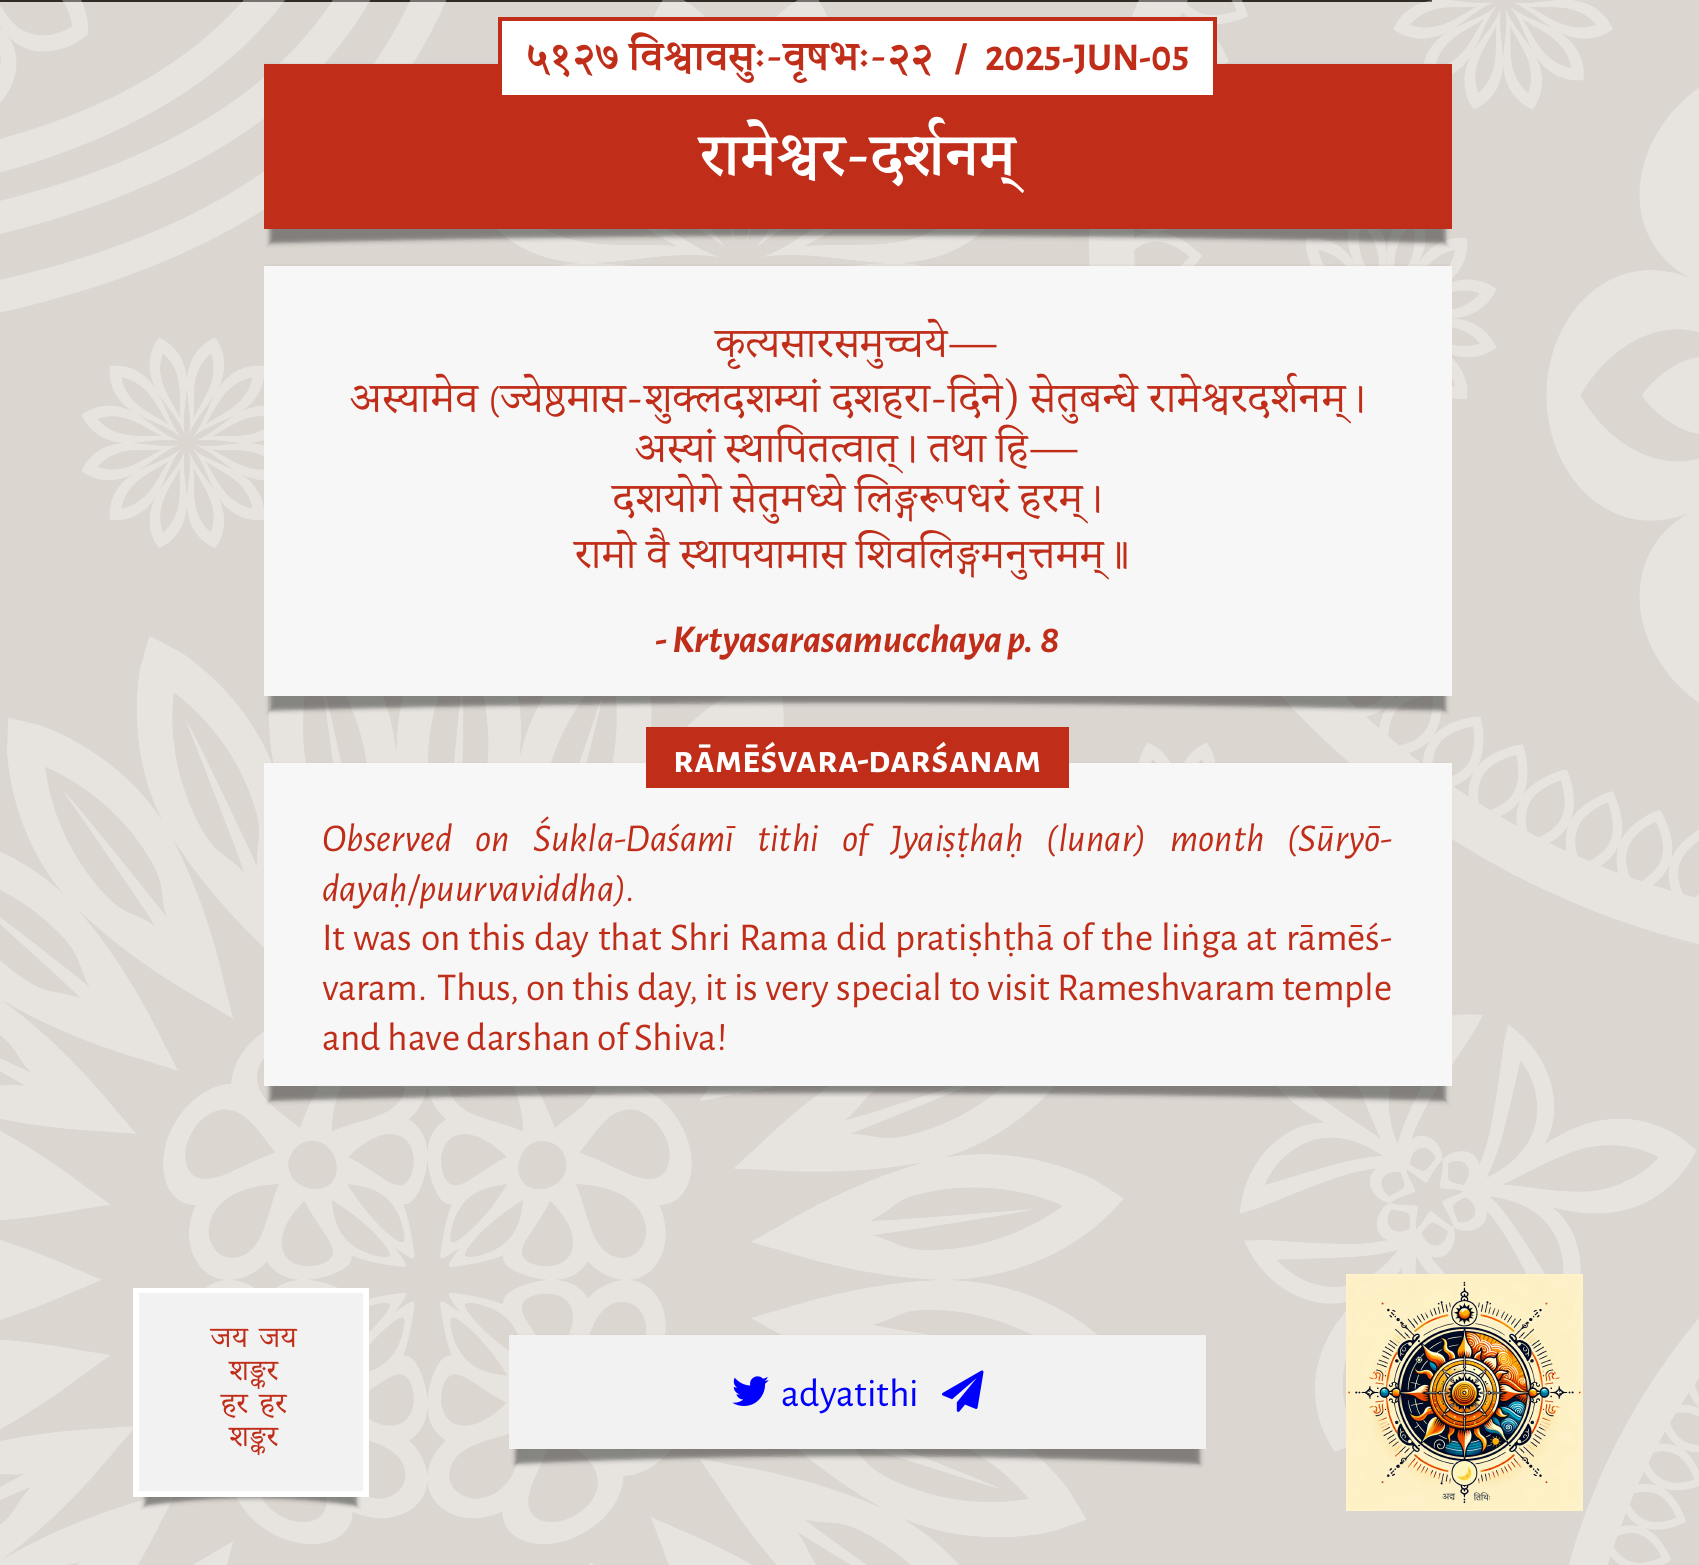 ५१२७ विश्वावसुः-वृषभः-२२ / 2025-JUN-05
रामेश्वर-दर्शनम्
कृत्यसारसमुच्चये—
अस्यामेव (ज्येष्ठमास-शुक्लदशम्यां दशहरा-दिने) सेतुबन्धे रामेश्वरदर्शनम्।
अस्यां स्थापितत्वात्। तथा हि—
दशयोगे सेतुमध्ये लिङ्गरूपधरं हरम्।
रामो वै स्थापयामास शिवलिङ्गमनुत्तमम्॥
- Krtyasarasamucchaya p. 8
RĀMĒŚVARA-DARŚANAM
Observed on Śukla-Daśamī tithi of Jyaiṣṭhaḥ (lunar) month (Sūryō-
dayaḥ/puurvaviddha).
It was on this day that Shri Rama did pratiṣhṭhā of the liṅga at rāmēś-
varam. Thus, on this day, it is very special to visit Rameshvaram temple
and have darshan of Shiva!
जय जय
शङ्कर
हर हर
शङ्कर
adyatithi
अद्य तिथिः